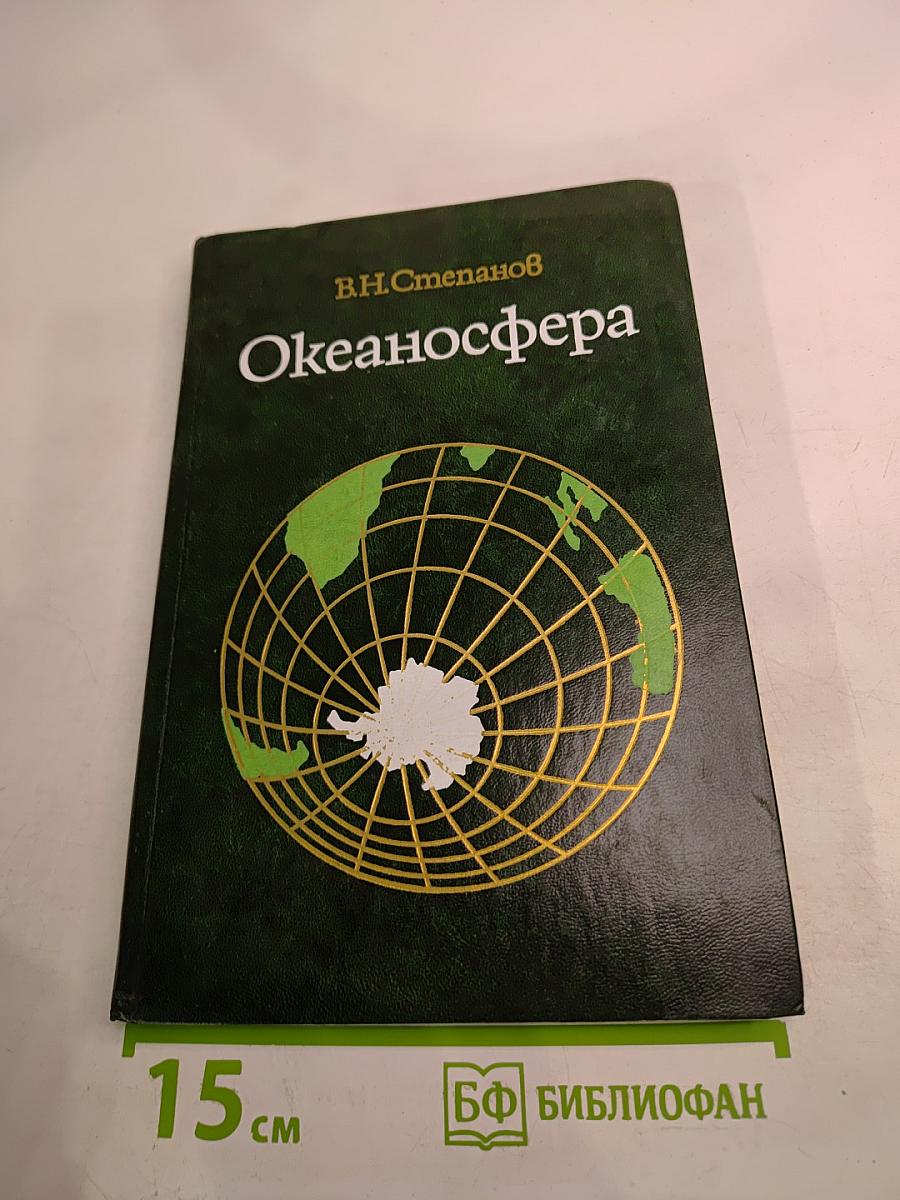 В.Н.Степанов
Океаносфера
15 см
БФ БИБЛИОФАН